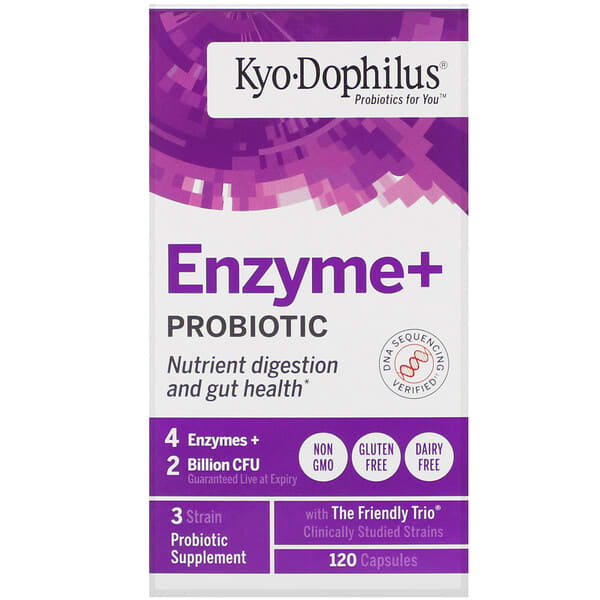 Kyo·Dophilus®
Probiotics for You™
Enzyme+
PROBIOTIC
Nutrient digestion
and gut health*
DNA SEQUENCING
VERIFIED††
4 Enzymes +
2 Billion CFU
Guaranteed Live at Expiry
NON
GMO
GLUTEN
FREE
DAIRY
FREE
3 Strain
Probiotic
Supplement
with The Friendly Trio®
Clinically Studied Strains
120 Capsules